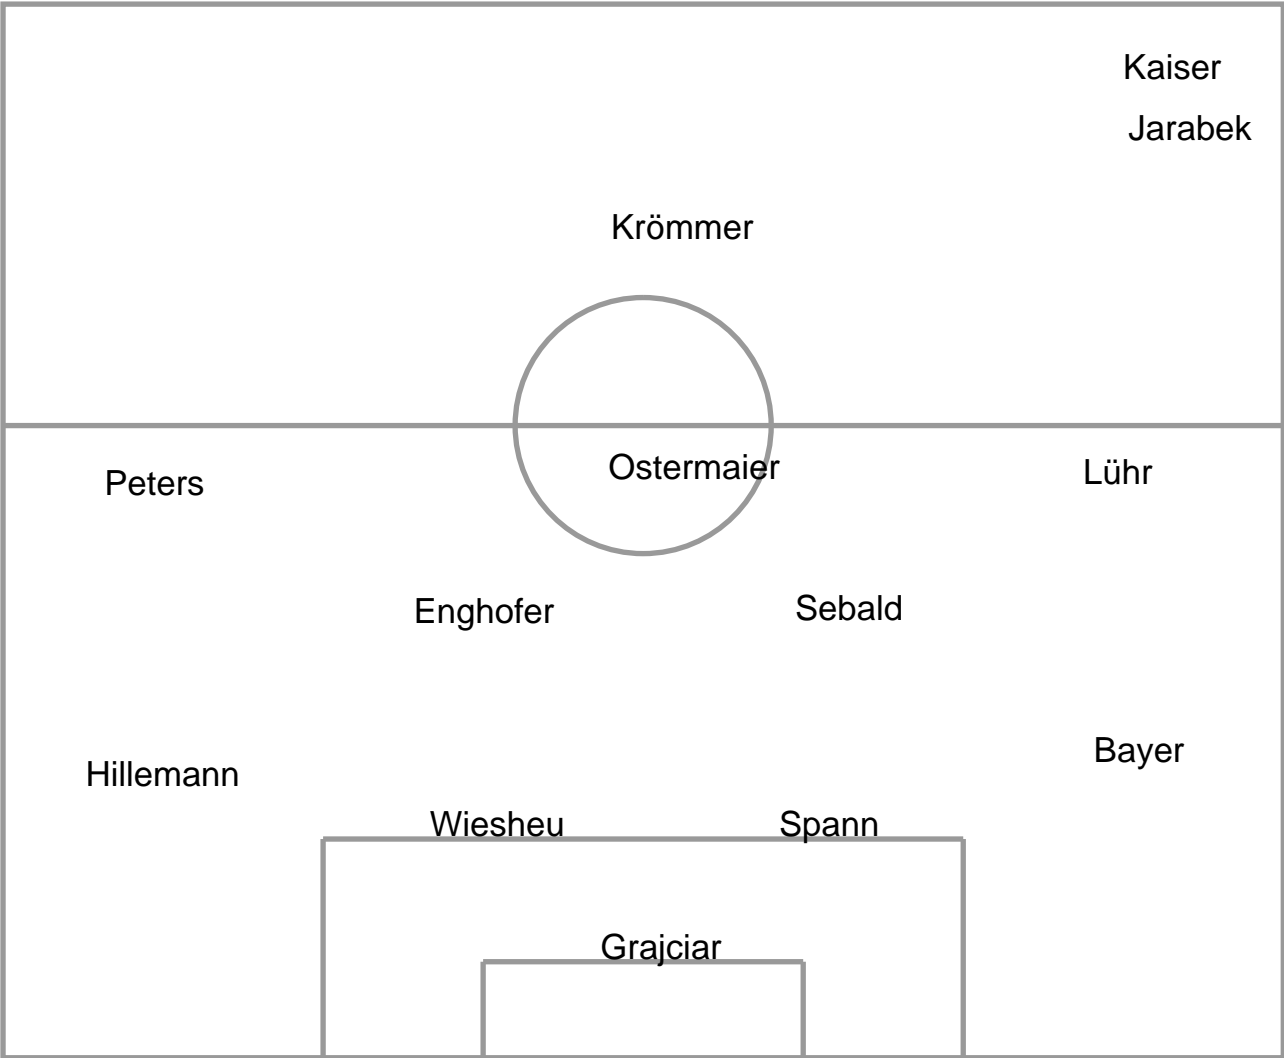 Kaiser
Jarabek
Krömmer
Peters
Ostermaier
Lühr
Enghofer
Sebald
Hillemann
Bayer
Wiesheu
Spann
Grajciar